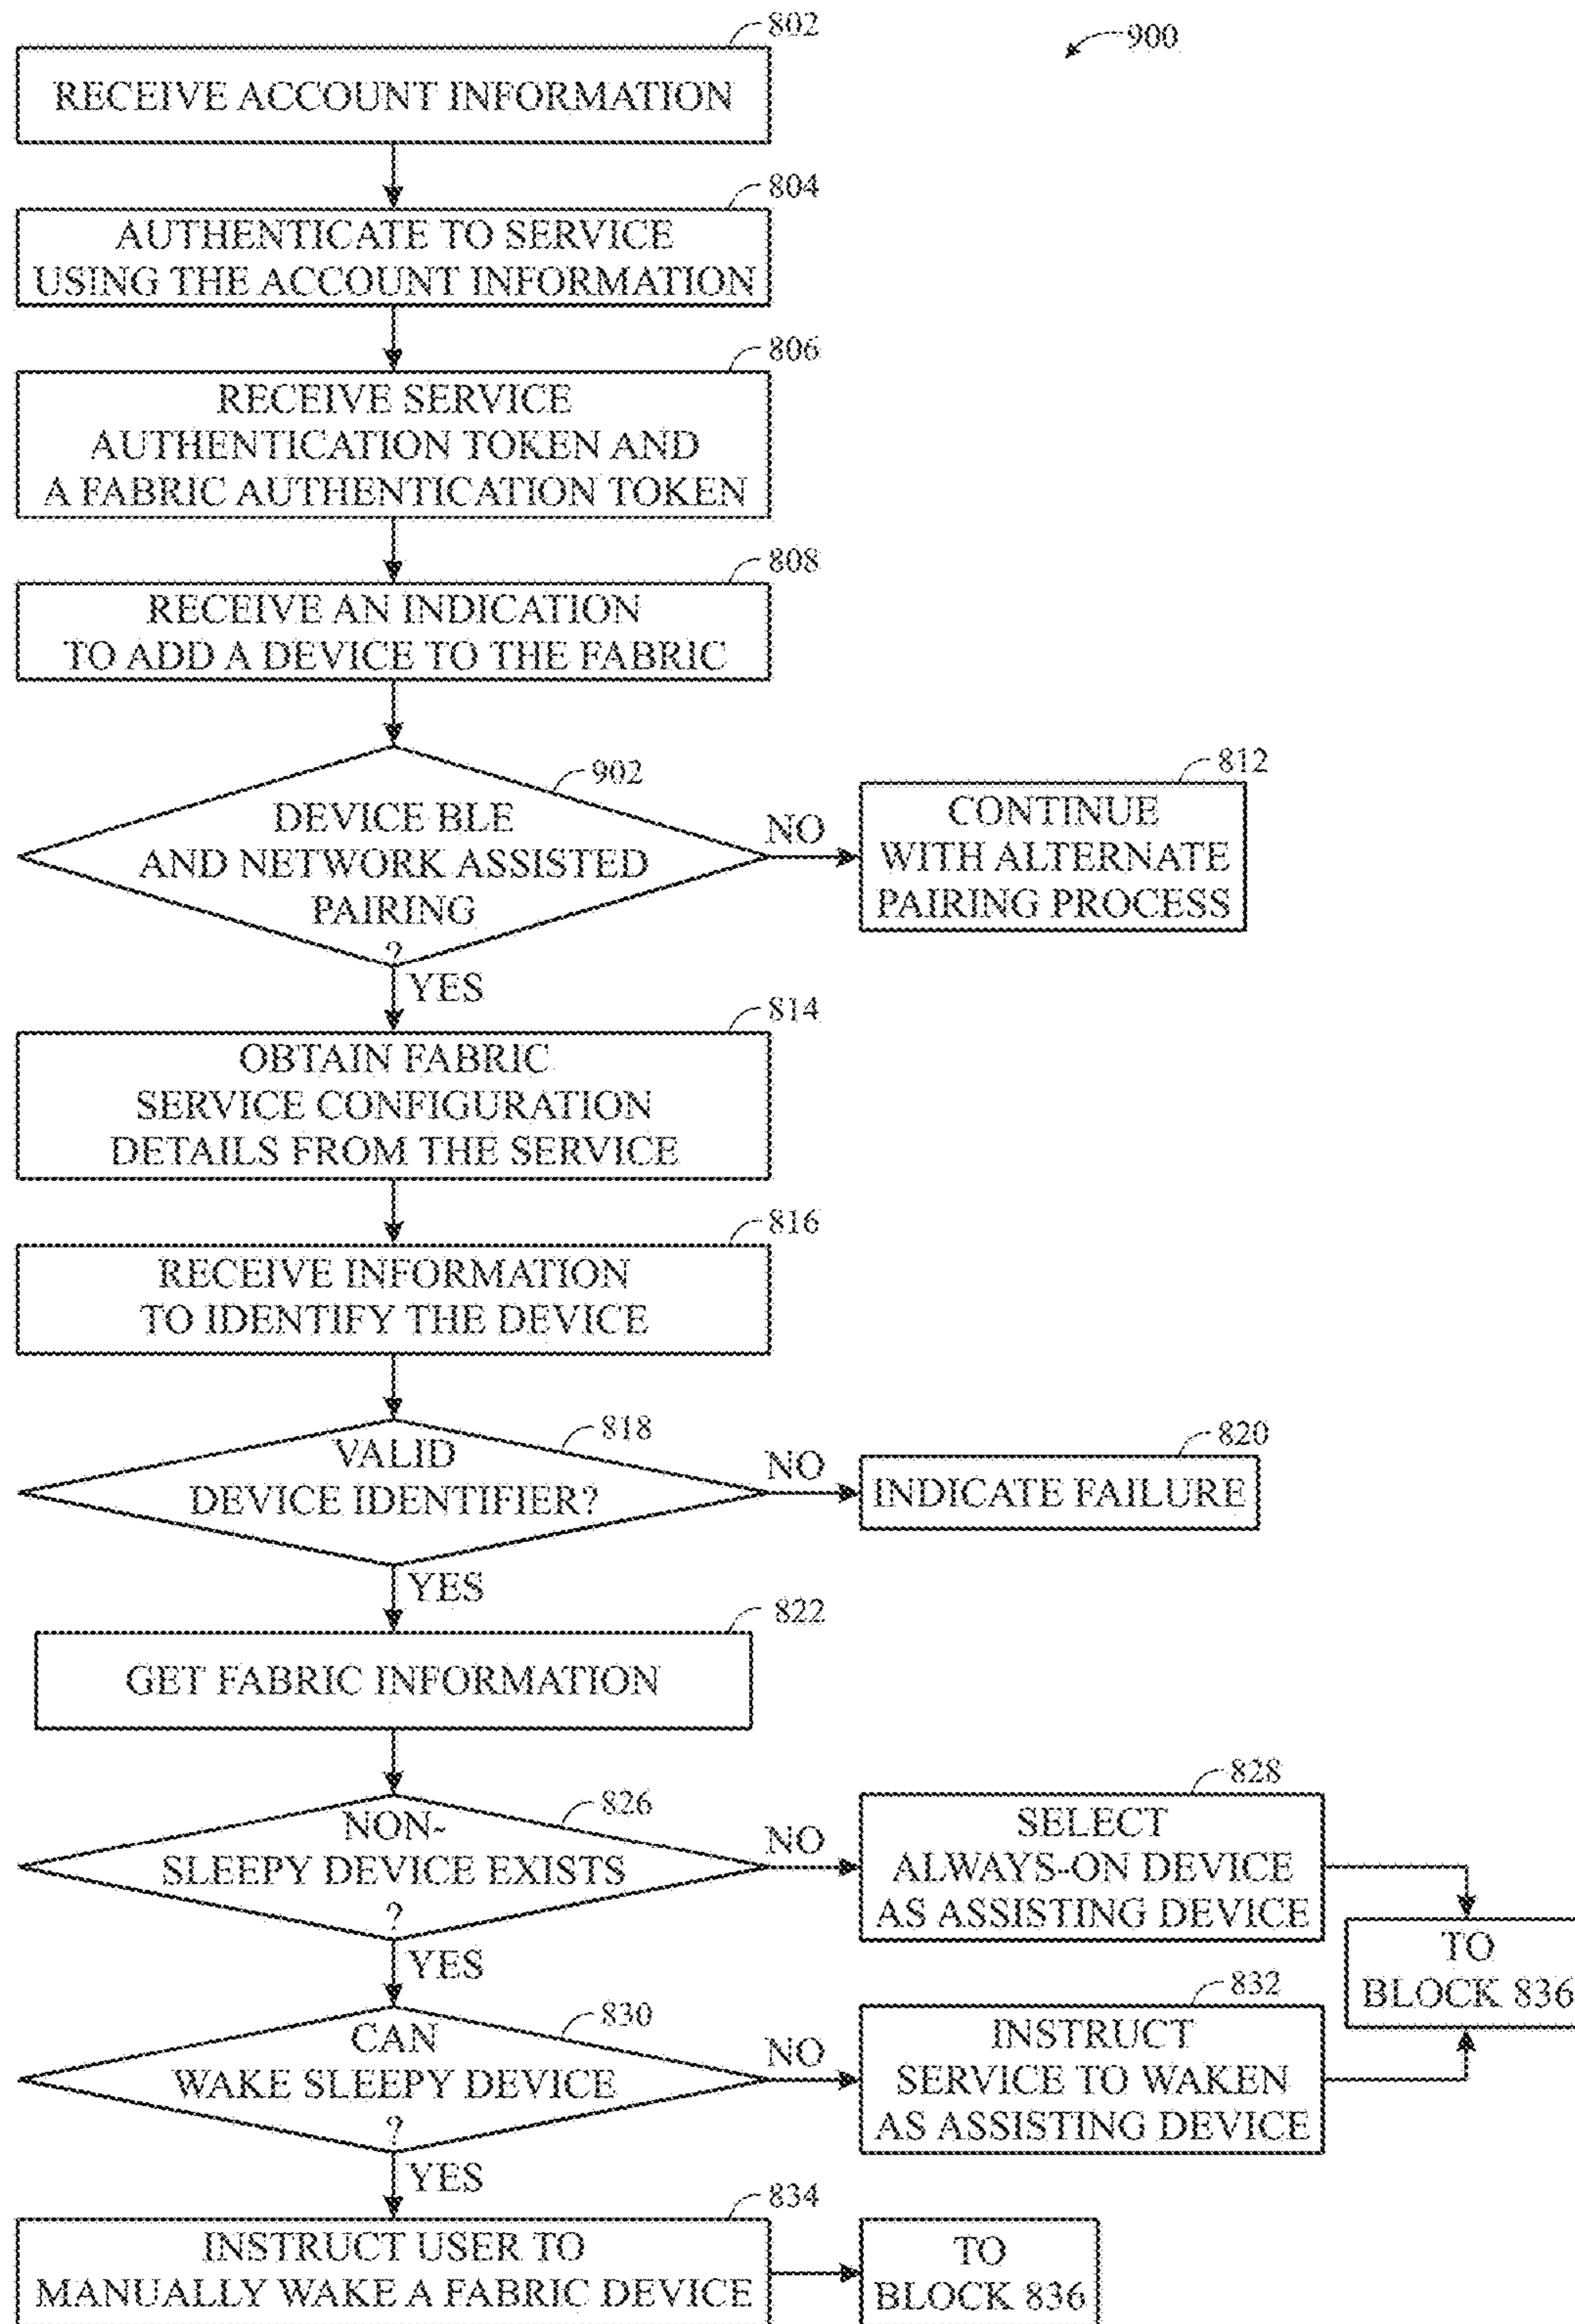 802
900
RECEIVE ACCOUNT INFORMATION
804
AUTHENTICATE TO SERVICE
USING THE ACCOUNT INFORMATION
806
RECEIVE SERVICE
AUTHENTICATION TOKEN AND
A FABRIC AUTHENTICATION TOKEN
808
RECEIVE AN INDICATION
TO ADD A DEVICE TO THE FABRIC
902
DEVICE BLE
AND NETWORK ASSISTED
PAIRING
?
NO
812
CONTINUE
WITH ALTERNATE
PAIRING PROCESS
YES
814
OBTAIN FABRIC
SERVICE CONFIGURATION
DETAILS FROM THE SERVICE
816
RECEIVE INFORMATION
TO IDENTIFY THE DEVICE
818
VALID
DEVICE IDENTIFIER?
NO
820
INDICATE FAILURE
YES
822
GET FABRIC INFORMATION
826
NON-
SLEEPY DEVICE EXISTS
?
NO
828
SELECT
ALWAYS-ON DEVICE
AS ASSISTING DEVICE
TO
BLOCK 836
YES
830
CAN
WAKE SLEEPY DEVICE
?
NO
832
INSTRUCT
SERVICE TO WAKEN
AS ASSISTING DEVICE
YES
834
INSTRUCT USER TO
MANUALLY WAKE A FABRIC DEVICE
TO
BLOCK 836